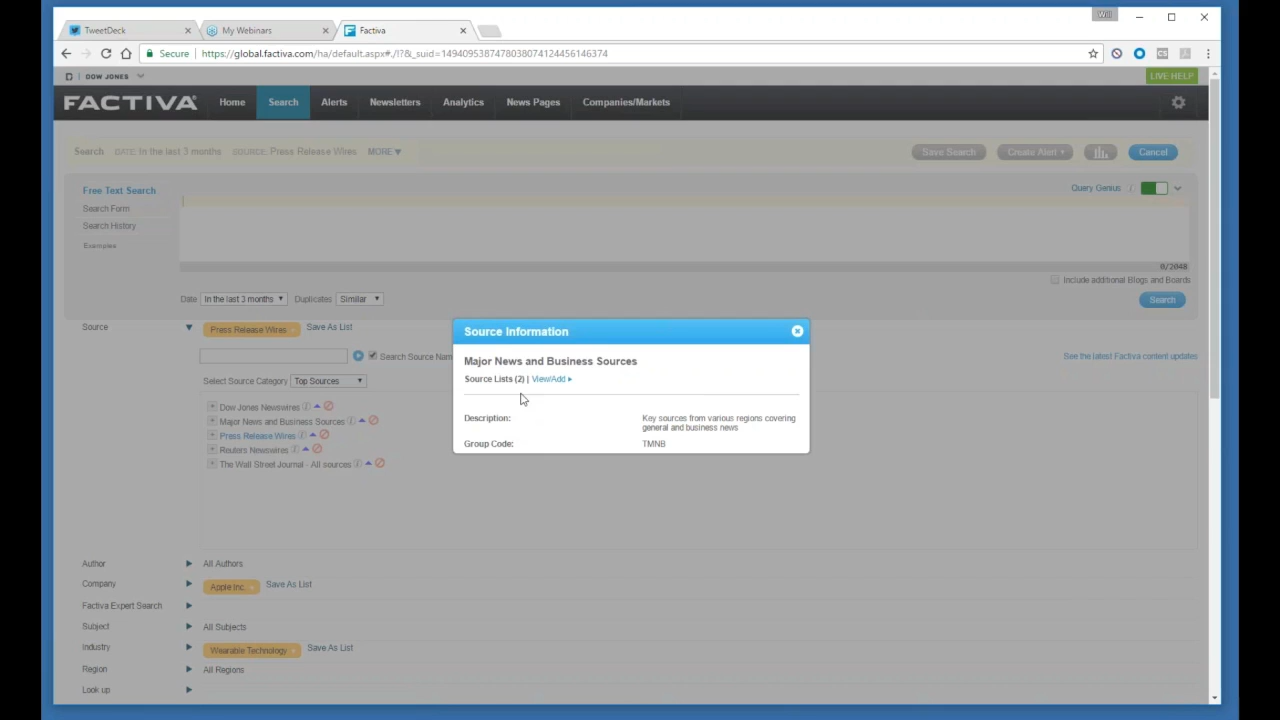 Will
TweetDeck
My Webinars
Factiva
Secure
https://global.factiva.com/ha/default.aspx#./!?&_suid=149409538747803807412445614637​4
DOW JONES
LIVE HELP
FACTIVA
Home
Search
Alerts
Newsletters
Analytics
News Pages
Companies/Markets
Search DATE: In the last 3 months SOURCE: Press Release Wires MORE
Save Search
Create Alert
Cancel
Free Text Search
Query Genius
Search Form
Search History
Examples
0/2048
Include additional Blogs and Boards
Date In the last 3 months Duplicates Similar
Search
Source
Press Release Wires
Save As List
Search Source Nam
See the latest Factiva content updates
Select Source Category Top Sources
Dow Jones Newswires
Major News and Business Sources
Press Release Wires
Reuters Newswires
The Wall Street Journal - All sources
Source Information
Major News and Business Sources
Source Lists (2) | View/Add
Description:
Key sources from various regions covering
general and business news
Group Code:
TMNB
Author
All Authors
Company
Apple Inc.
Save As List
Factiva Expert Search
Subject
All Subjects
Industry
Wearable Technology
Save As List
Region
All Regions
Look up